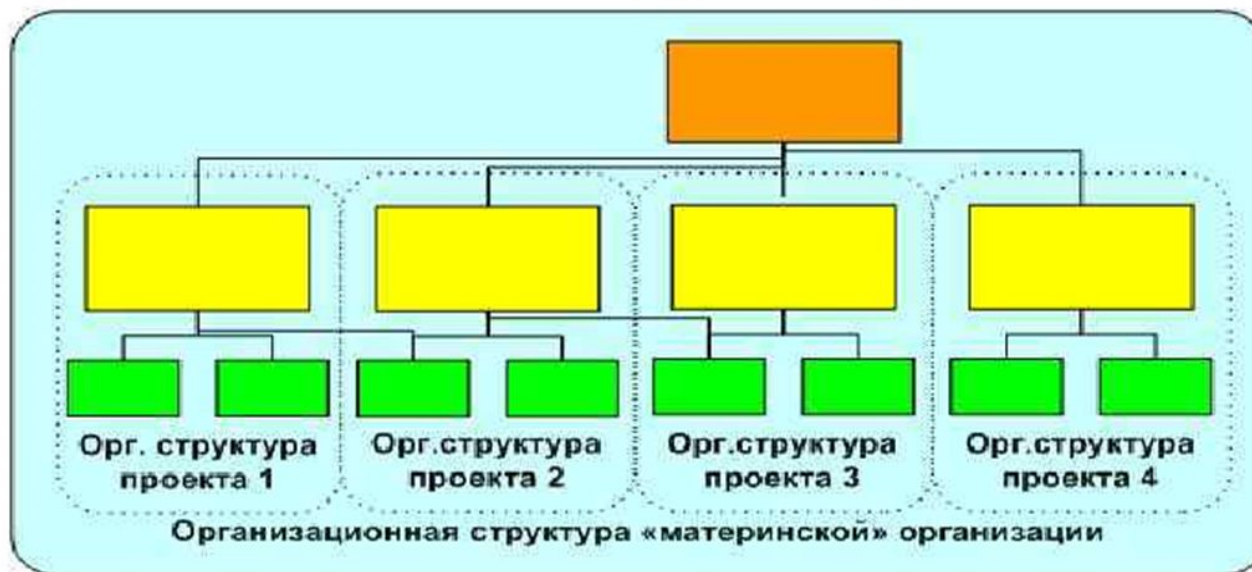 Орг. структура
проекта 1
Орг.структура
проекта 2
Орг.структура
проекта 3
Орг.структура
проекта 4
Организационная структура «материнской» организации